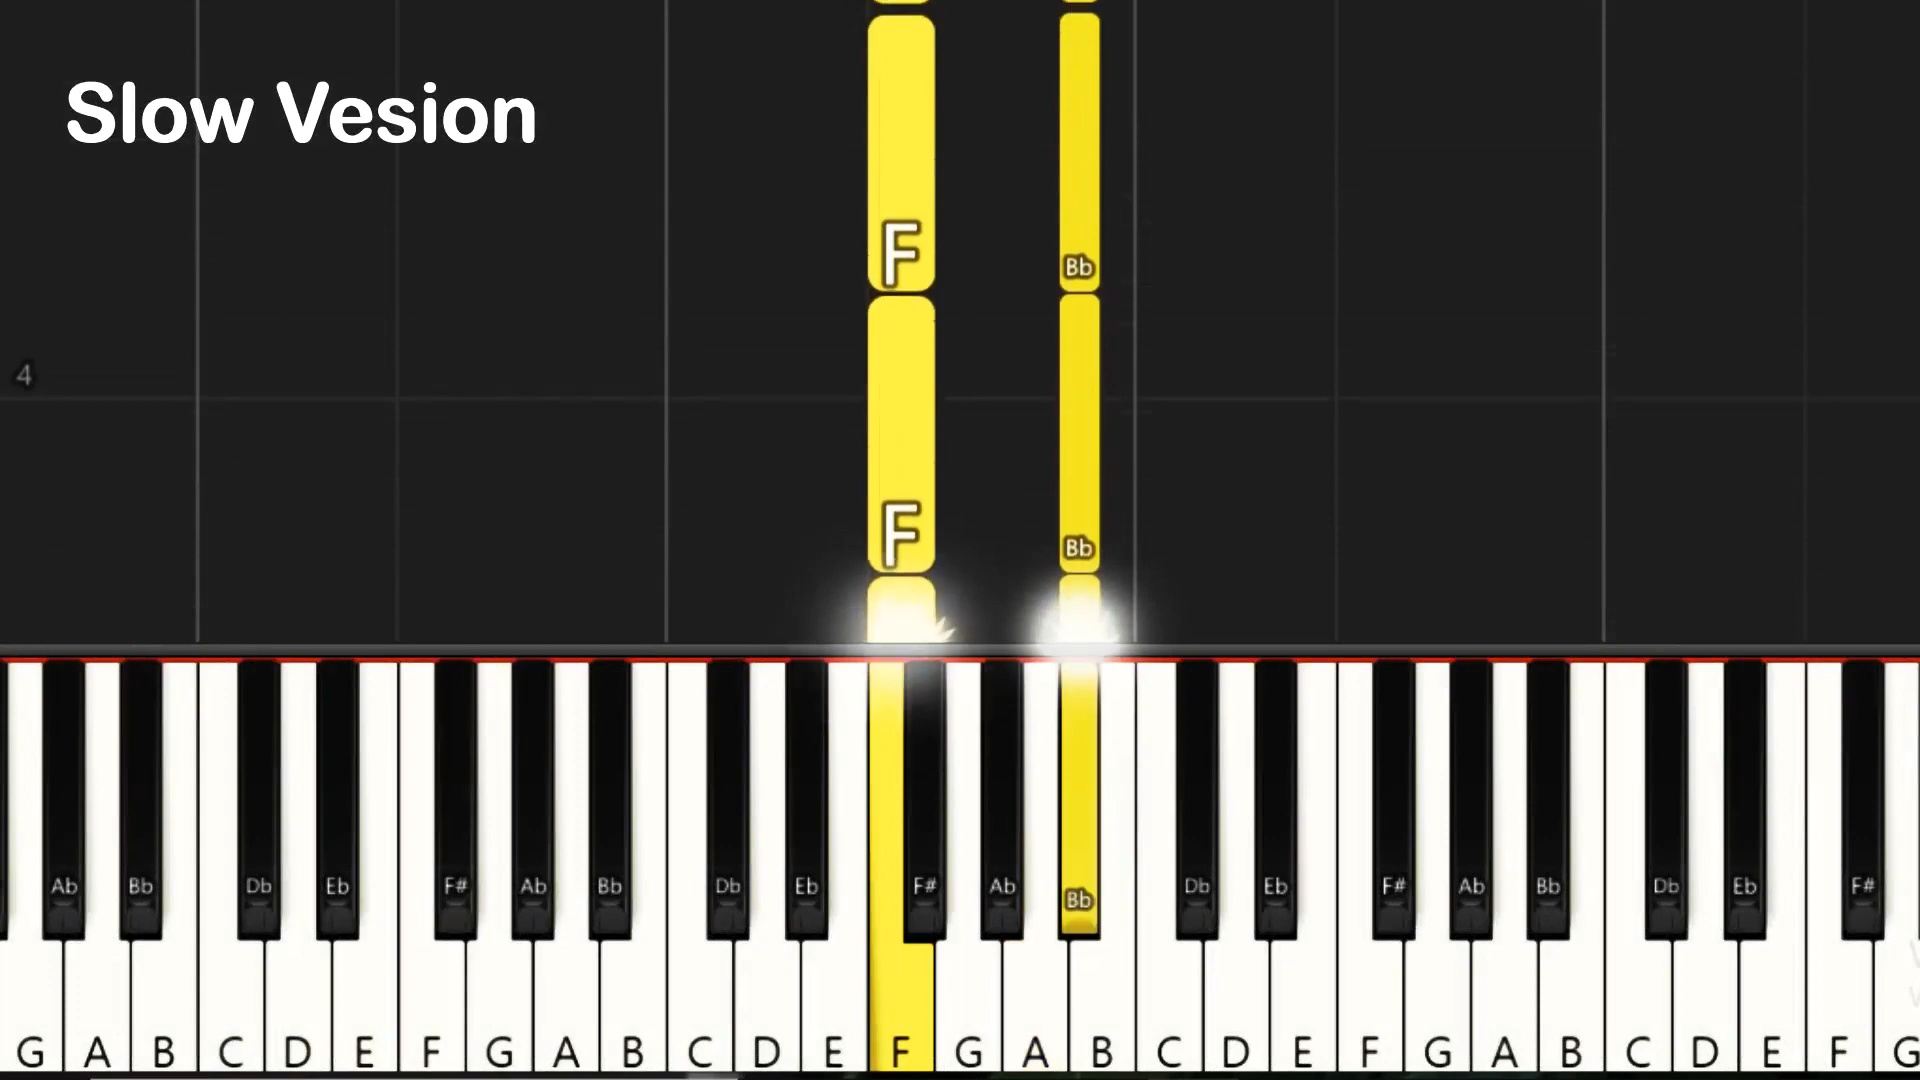 Slow Vesion
F Bb
4
F Bb
Ab Bb Db Eb F# Ab Bb Db Eb F# Ab Bb Db Eb F# Ab Bb Db Eb F#
G A B C D E F G A B C D E F G A B C D E F G A B C D E F G